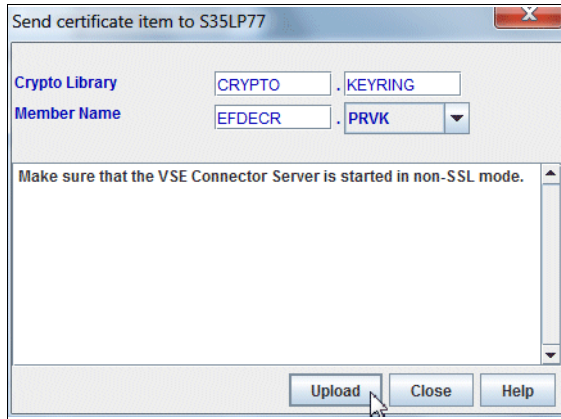 Send certificate item to S35LP77
Crypto Library CRYPTO . KEYRING
Member Name EFDECR . PRVK
Make sure that the VSE Connector Server is started in non-SSL mode.
Upload Close Help